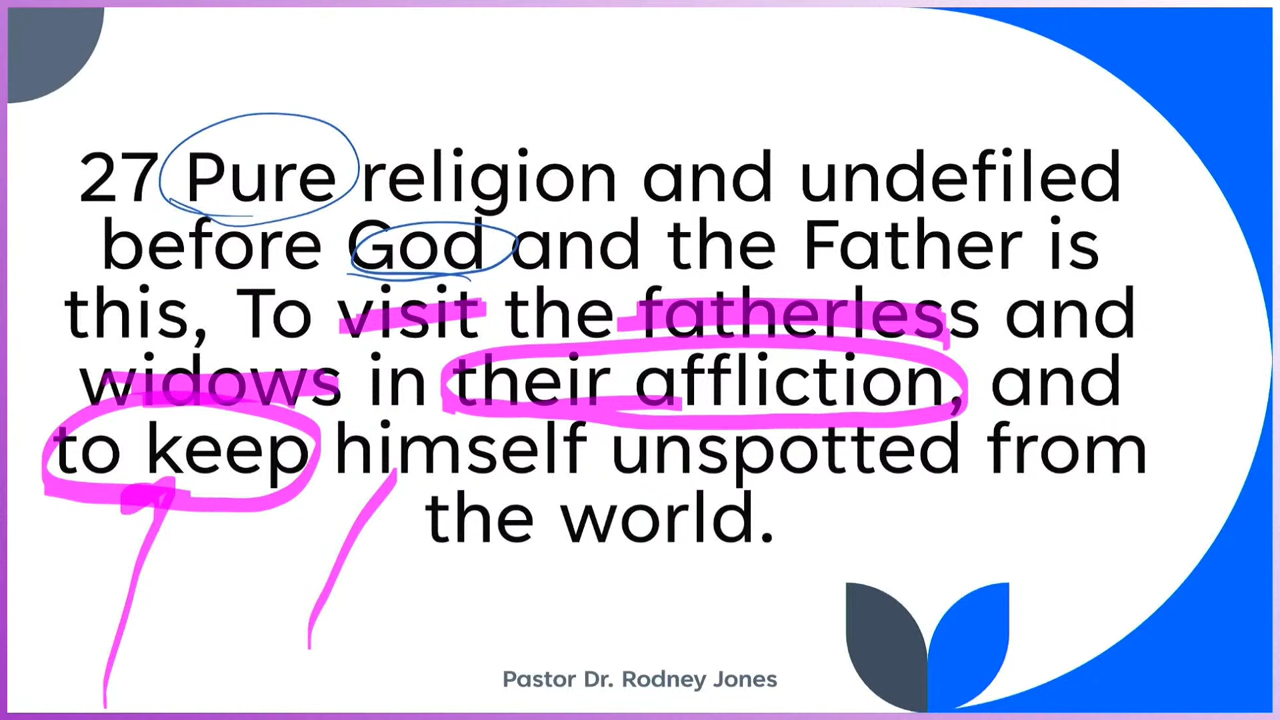 27 Pure religion and undefiled
before God and the Father is
this, To visit the fatherless and
widows in their affliction, and
to keep himself unspotted from
the world.
Pastor Dr. Rodney Jones